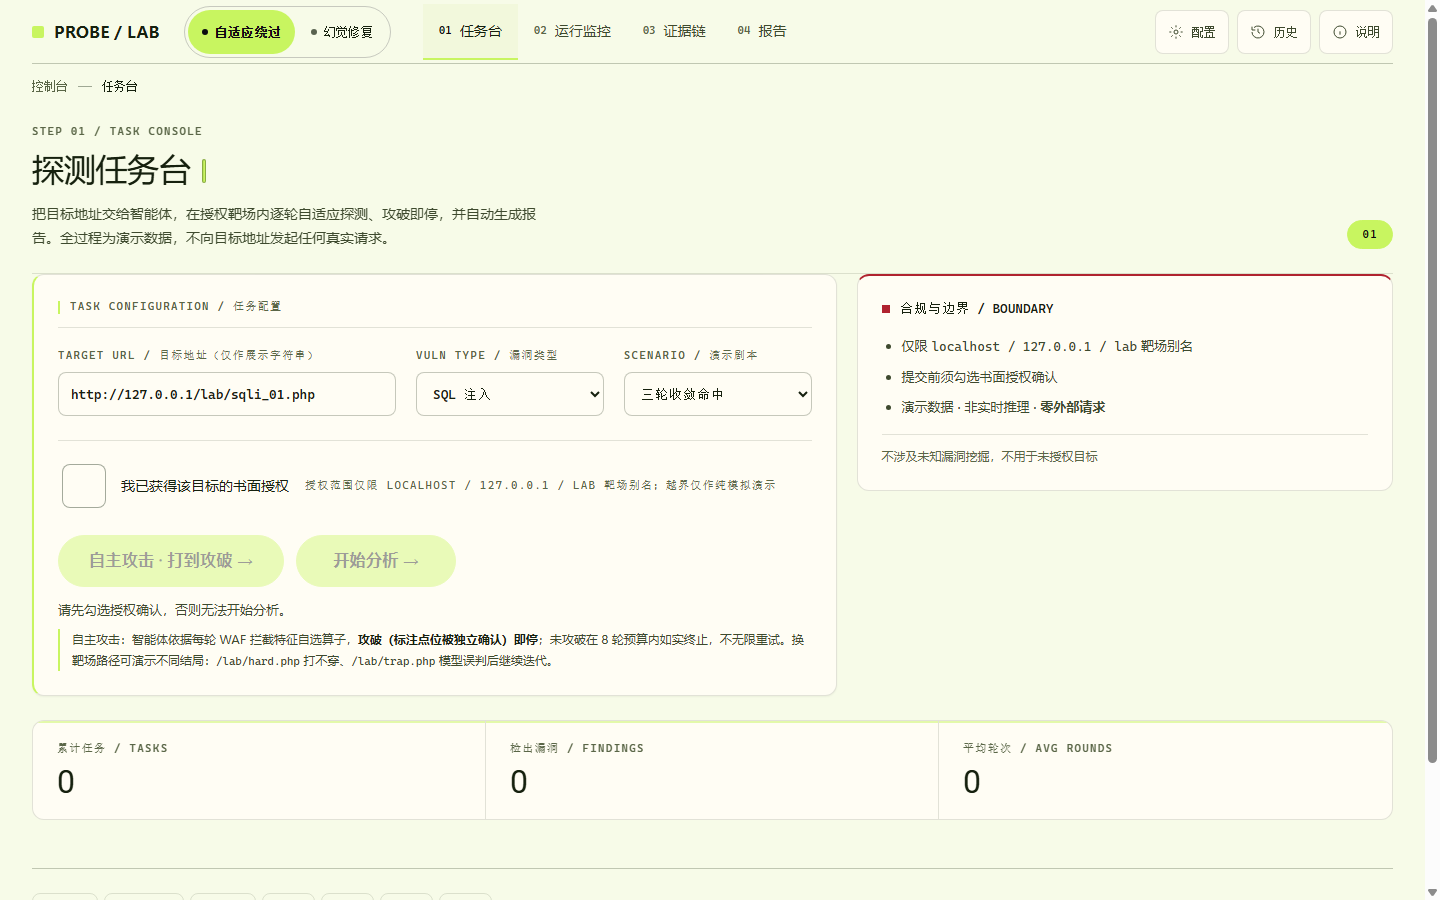 PROBE / LAB
自适应绕过
幻觉修复
01 任务台
02 运行监控
03 证据链
04 报告
配置
历史
说明
控制台 — 任务台
STEP 01 / TASK CONSOLE
探测任务台
把目标地址交给智能体，在授权靶场内逐轮自适应探测、攻破即停，并自动生成报
告。全过程为演示数据，不向目标地址发起任何真实请求。
01
TASK CONFIGURATION / 任务配置
TARGET URL / 目标地址（仅作展示字符串）
VULN TYPE / 漏洞类型
SCENARIO / 演示剧本
http://127.0.0.1/lab/sqli_01.php
SQL 注入
三轮收敛命中
我已获得该目标的书面授权
授权范围仅限 LOCALHOST / 127.0.0.1 / LAB 靶场别名；越界仅作纯模拟演示
自主攻击 · 打到攻破 →
开始分析 →
请先勾选授权确认，否则无法开始分析。
自主攻击：智能体依据每轮 WAF 拦截特征自选算子，攻破（标注点位被独立确认）即停；未攻破在 8 轮预算内如实终止，不无限重试。换
靶场路径可演示不同结局：/lab/hard.php 打不穿、/lab/trap.php 模型误判后继续迭代。
合规与边界 / BOUNDARY
仅限 localhost / 127.0.0.1 / lab 靶场别名
提交前须勾选书面授权确认
演示数据 · 非实时推理 · 零外部请求
不涉及未知漏洞挖掘，不用于未授权目标
累计任务 / TASKS
0
检出漏洞 / FINDINGS
0
平均轮次 / AVG ROUNDS
0